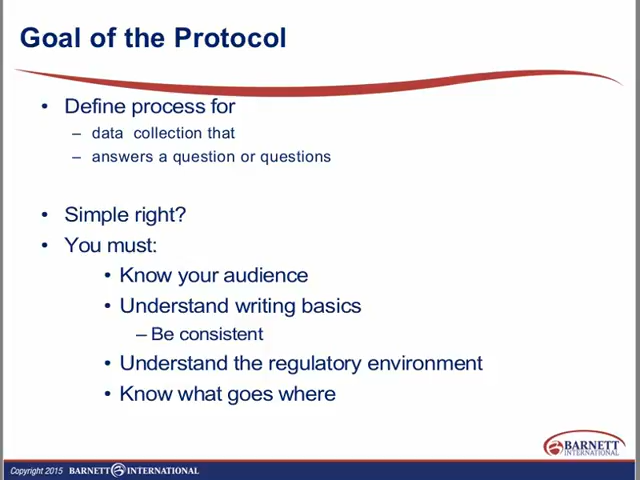 Goal of the Protocol
• Define process for
– data collection that
– answers a question or questions
• Simple right?
• You must:
• Know your audience
• Understand writing basics
– Be consistent
• Understand the regulatory environment
• Know what goes where
BARNETT
INTERNATIONAL
Copyright 2015 BARNETT INTERNATIONAL